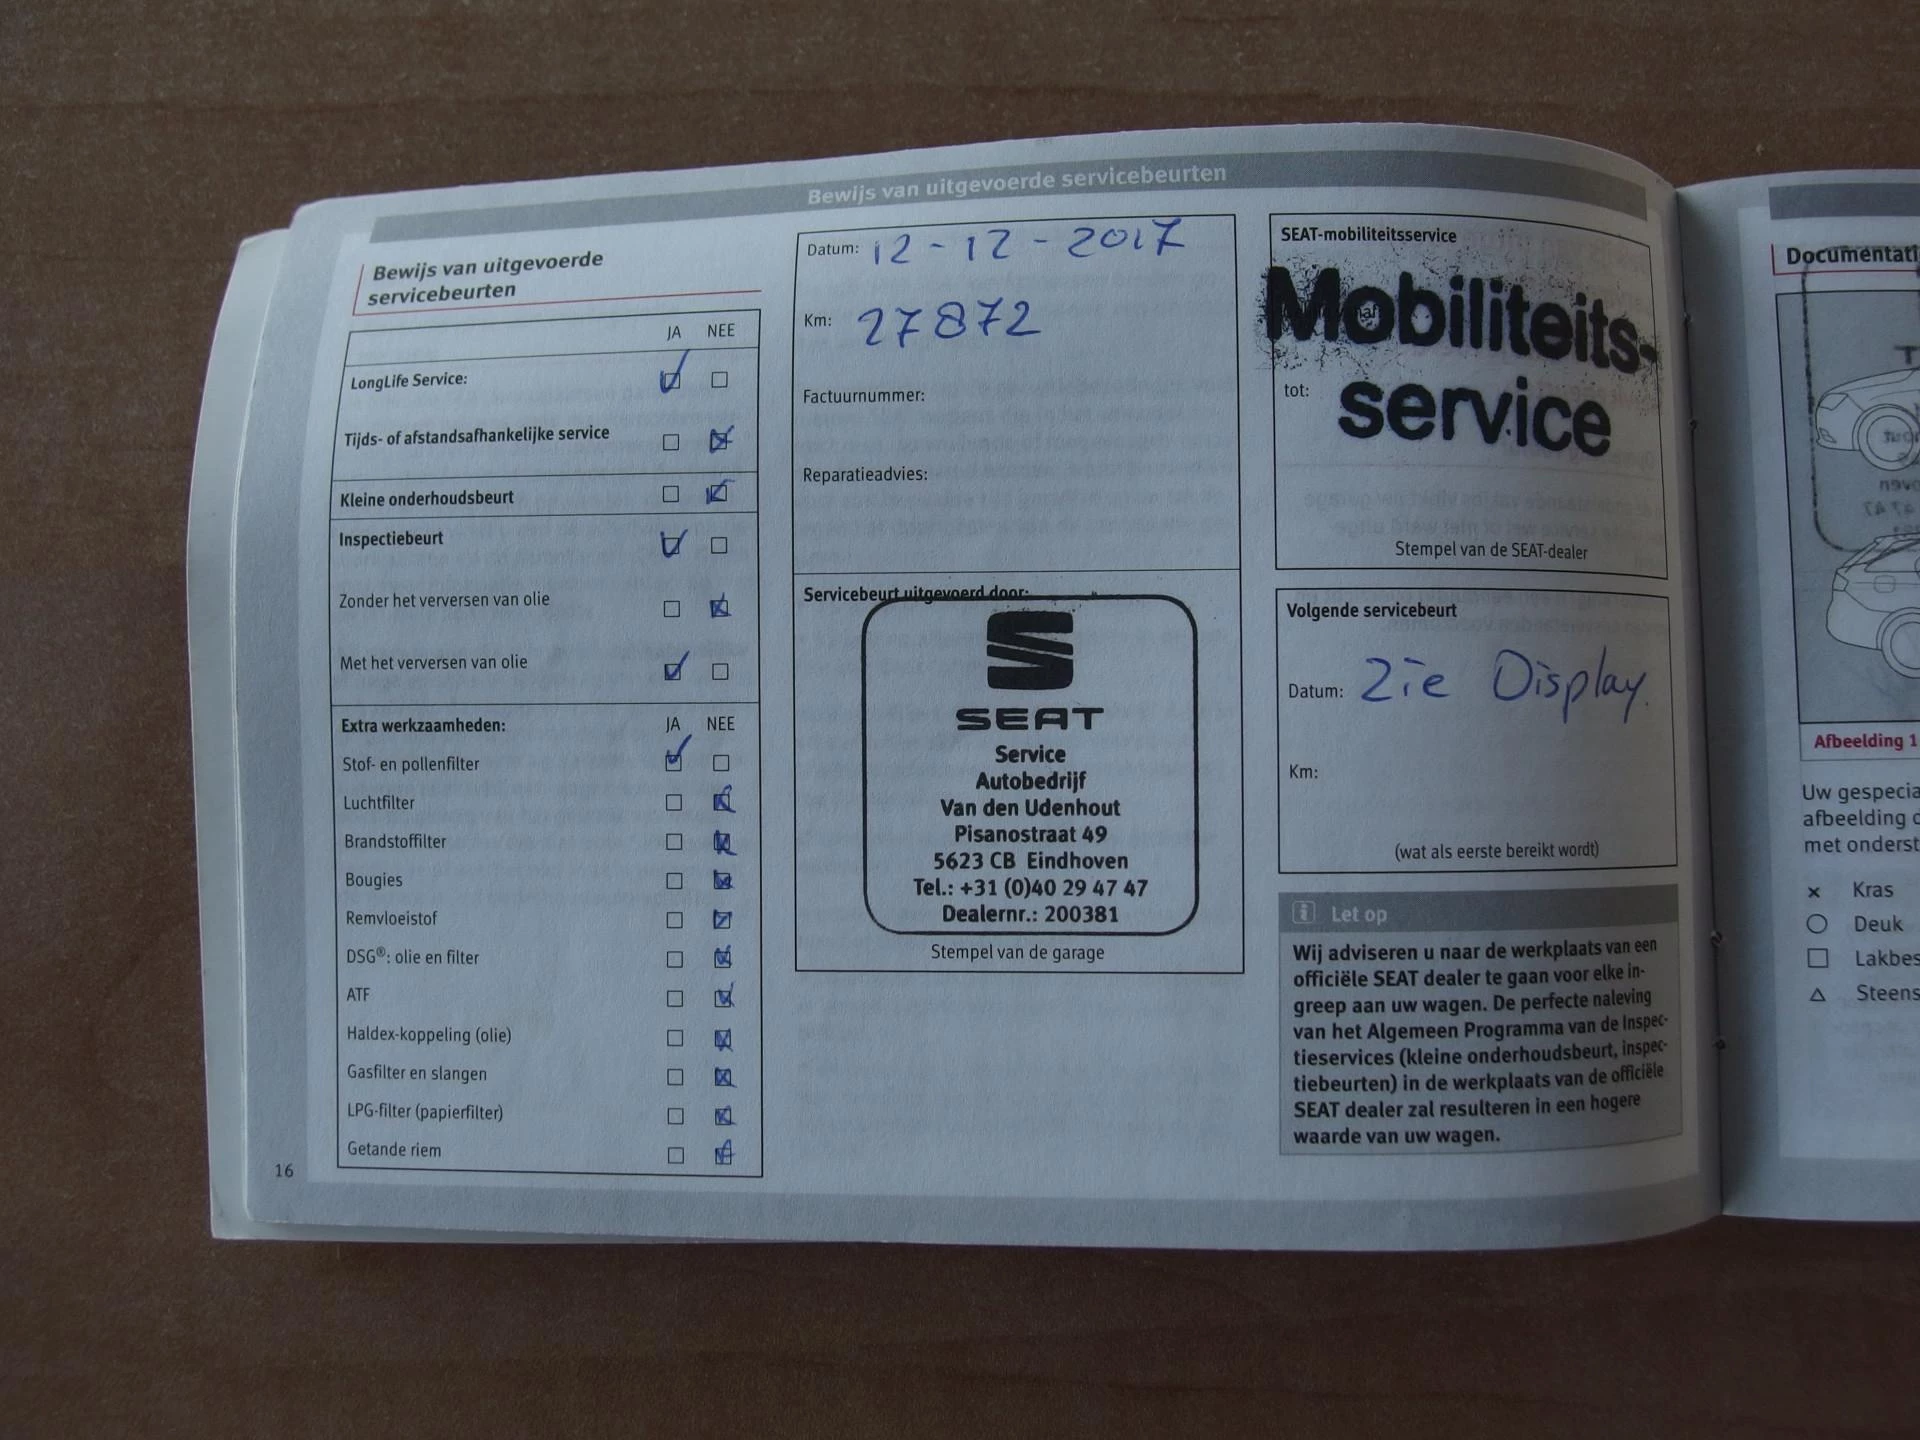 Bewijs van uitgevoerde servicebeurten
Bewijs van uitgevoerde
servicebeurten
JA NEE
LongLife Service:
Tijds- of afstandsafhankelijke service
Kleine onderhoudsbeurt
Inspectiebeurt
Zonder het verversen van olie
Met het verversen van olie
Extra werkzaamheden: JA NEE
Stof- en pollenfilter
Luchtfilter
Brandstoffilter
Bougies
Remvloeistof
DSG®: olie en filter
ATF
Haldex-koppeling (olie)
Gasfilter en slangen
LPG-filter (papierfilter)
Getande riem
16
Datum: 12-12-2017
Km: 27872
Factuurnummer:
Reparatieadvies:
Servicebeurt uitgevoerd door:
SEAT
Service
Autobedrijf
Van den Udenhout
Pisanostraat 49
5623 CB Eindhoven
Tel.: +31 (0)40 29 47 47
Dealernr.: 200381
Stempel van de garage
SEAT-mobiliteitsservice
Mobiliteits-
tot:
service
Stempel van de SEAT-dealer
Volgende servicebeurt
Datum: Zie Display.
Km:
(wat als eerste bereikt wordt)
Let op
Wij adviseren u naar de werkplaats van een
officiële SEAT dealer te gaan voor elke in-
greep aan uw wagen. De perfecte naleving
van het Algemeen Programma van de Inspec-
tieservices (kleine onderhoudsbeurt, inspec-
tiebeurten) in de werkplaats van de officiële
SEAT dealer zal resulteren in een hogere
waarde van uw wagen.
Documentati
Afbeelding 1
Uw gespecia
afbeelding
met onderst
× Kras
○ Deuk
□ Lakbes
△ Steens